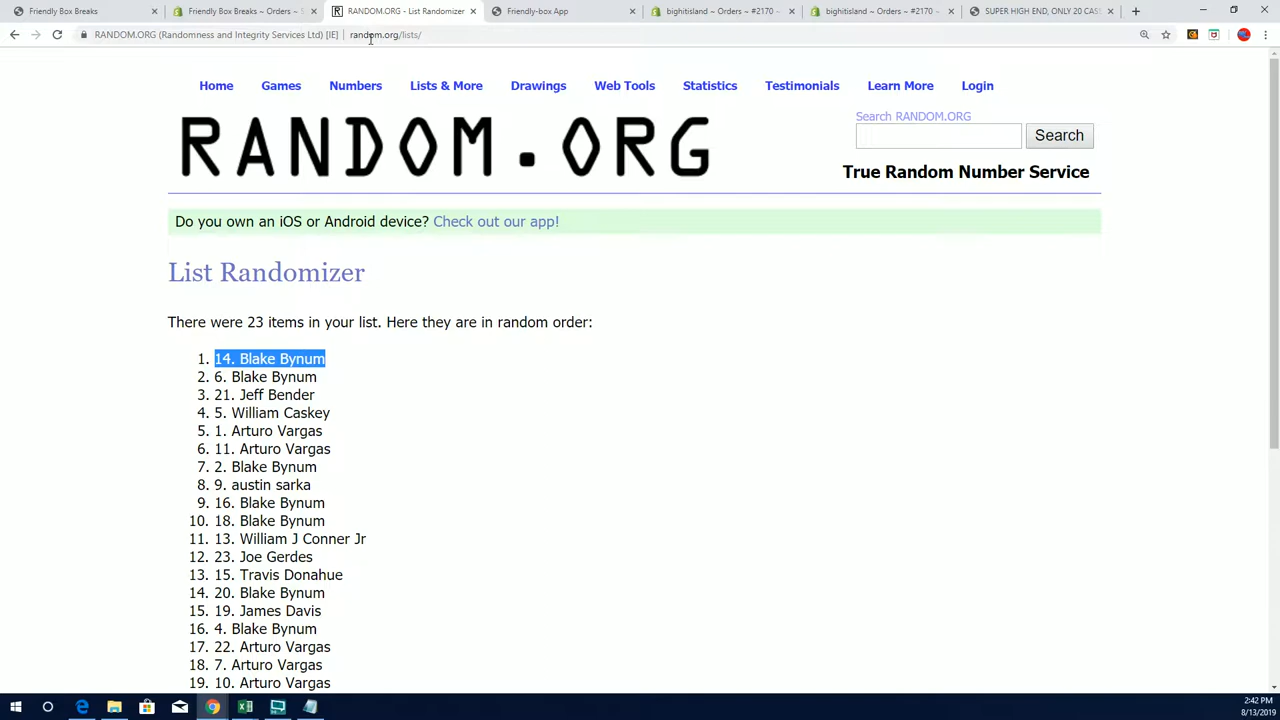 Friendly Box Breaks
Friendly Box Breaks ~ Orders ~ S
RANDOM.ORG - List Randomizer
Friendly-box App
bighitisland ~ Orders ~ #2170 ~
bighitisland ~ Orders ~ #2170 ~
SUPER HIGH END, ONLY 20 CAS
RANDOM.ORG (Randomness and Integrity Services Ltd) [IE] | random.org/lists/
Home Games Numbers Lists & More Drawings Web Tools Statistics Testimonials Learn More Login
RANDOM.ORG
Search RANDOM.ORG
Search
True Random Number Service
Do you own an iOS or Android device? Check out our app!
List Randomizer
There were 23 items in your list. Here they are in random order:
1. 14. Blake Bynum
2. 6. Blake Bynum
3. 21. Jeff Bender
4. 5. William Caskey
5. 1. Arturo Vargas
6. 11. Arturo Vargas
7. 2. Blake Bynum
8. 9. austin sarka
9. 16. Blake Bynum
10. 18. Blake Bynum
11. 13. William J Conner Jr
12. 23. Joe Gerdes
13. 15. Travis Donahue
14. 20. Blake Bynum
15. 19. James Davis
16. 4. Blake Bynum
17. 22. Arturo Vargas
18. 7. Arturo Vargas
19. 10. Arturo Vargas
2:42 PM
8/13/2019